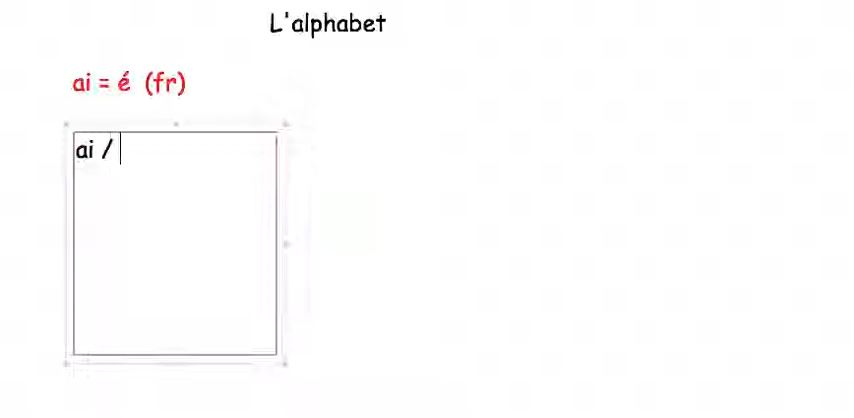 L'alphabet
ai = é (fr)
ai /